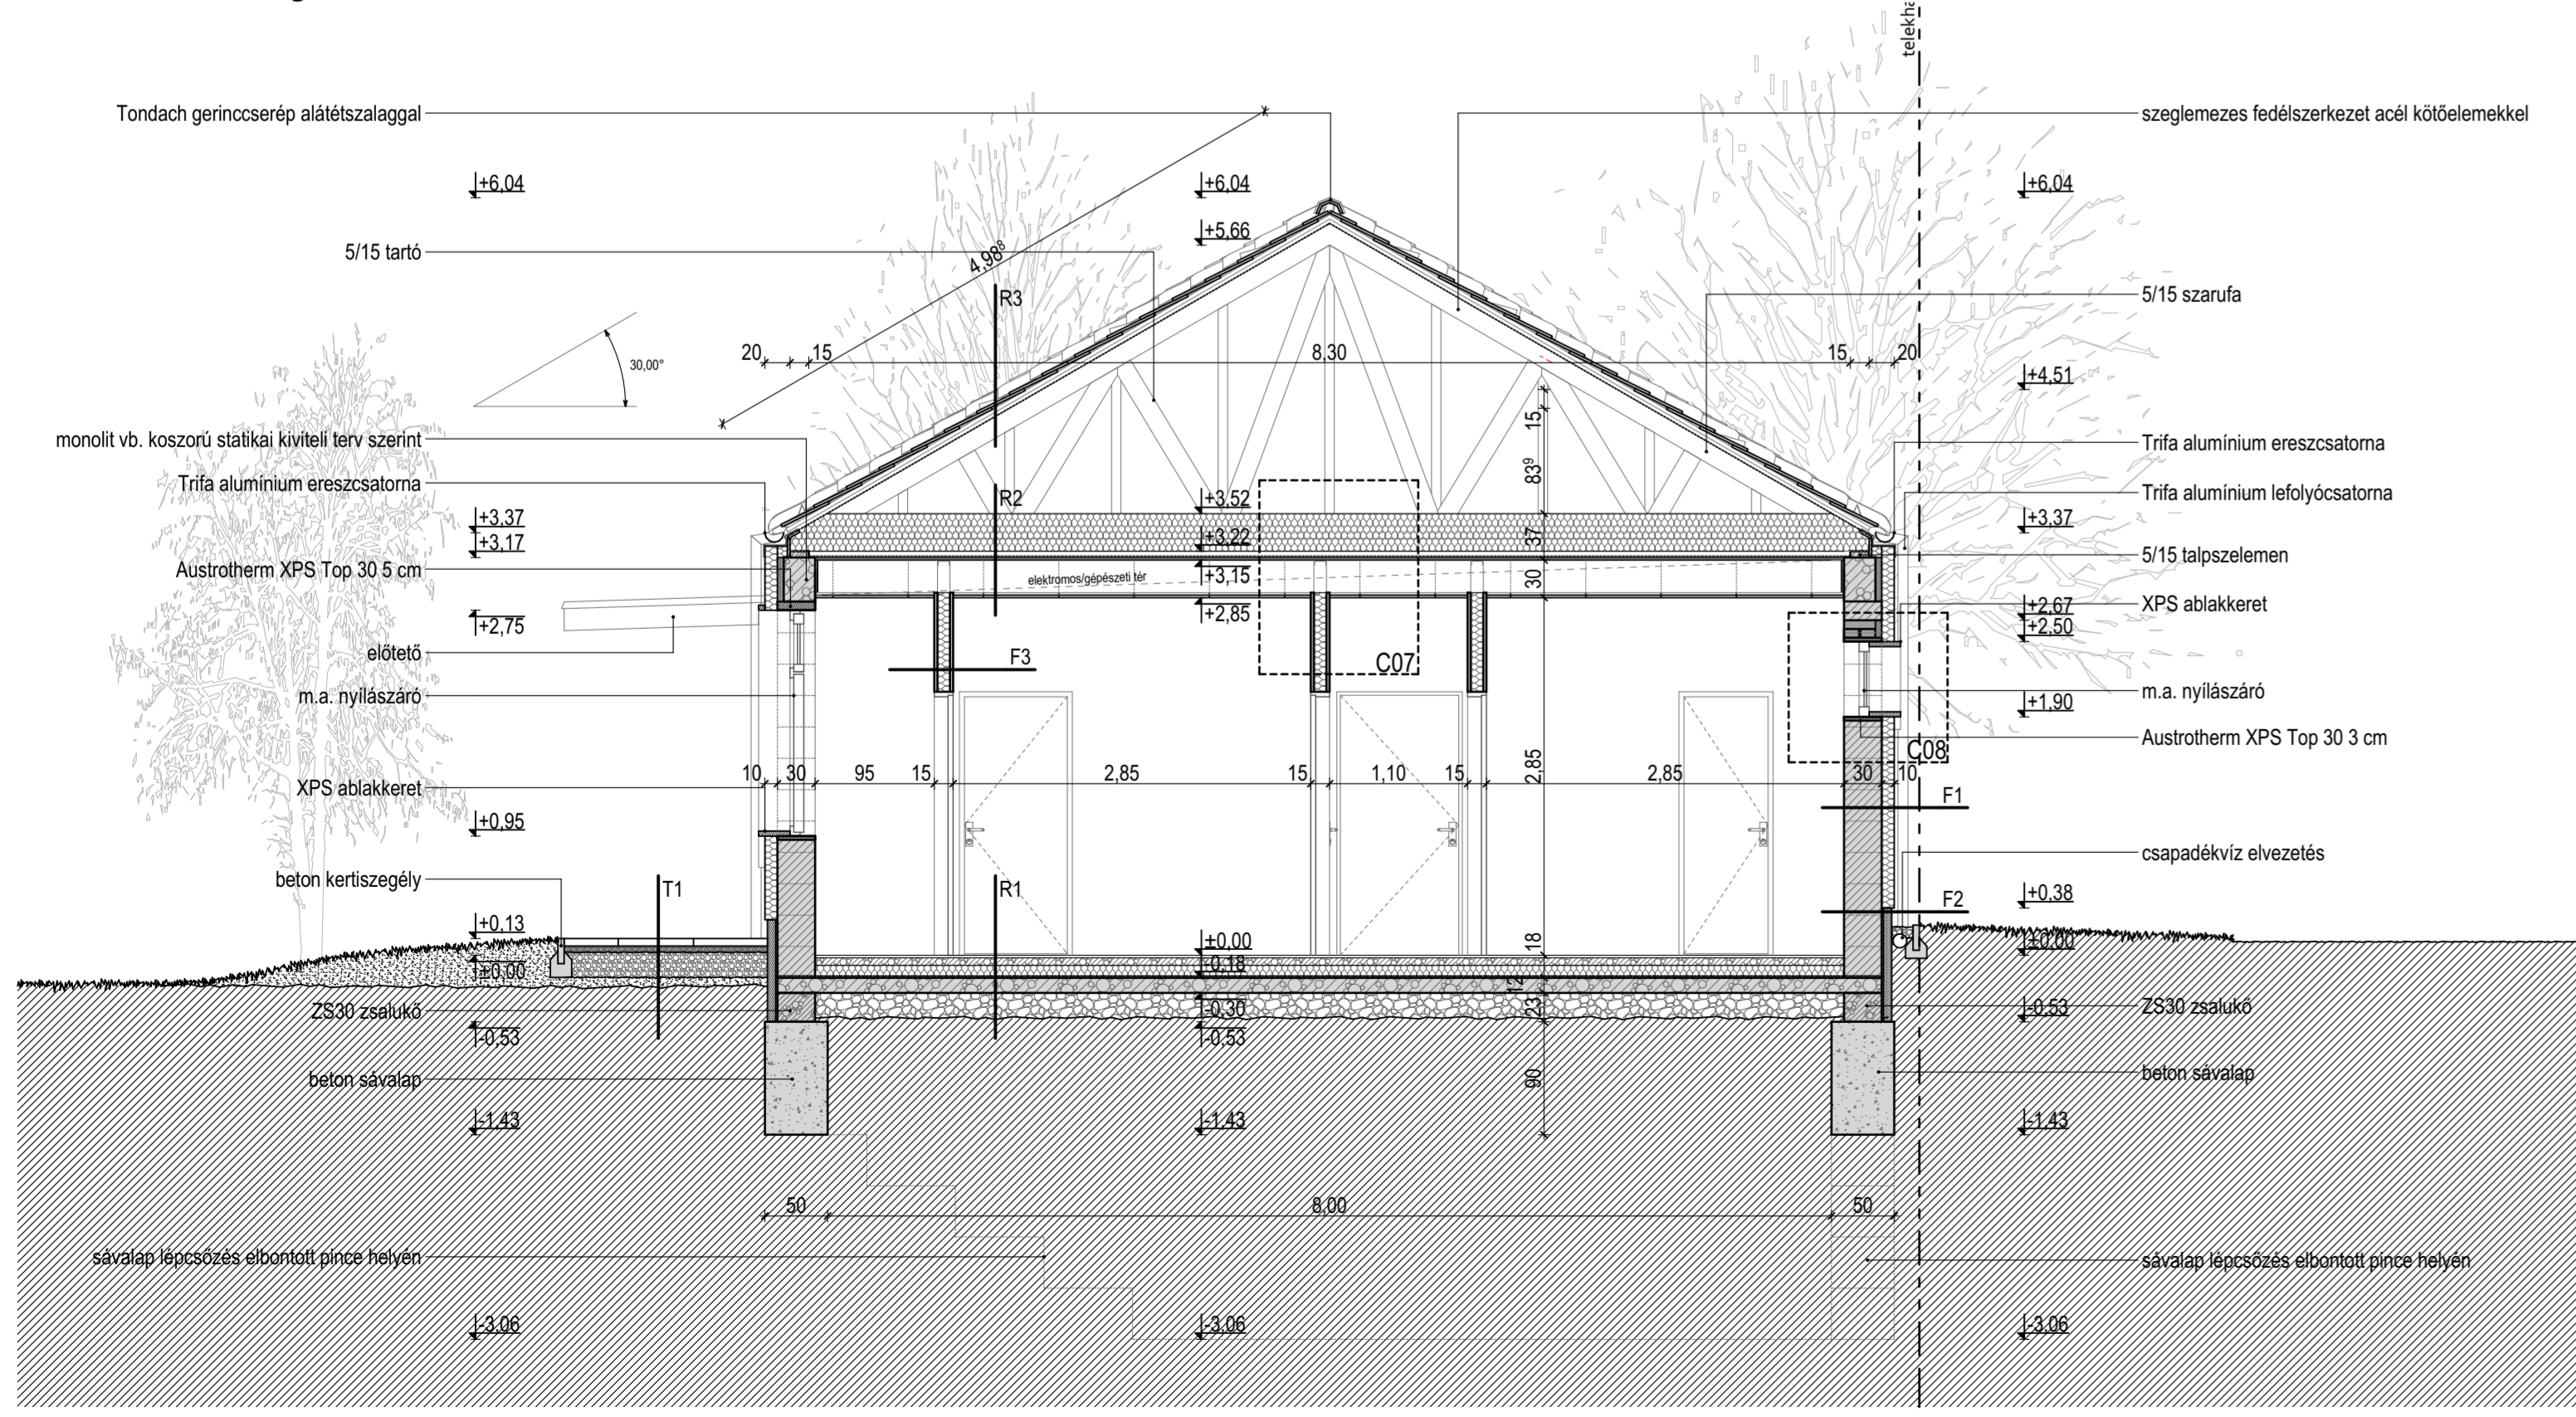 telekha
Tondach gerinccserép alátétszalaggal
szeglemezes fedélszerkezet acél kötőelemekkel
+6,04
+6,04
+6,04
+5,66
5/15 tartó
4,98⁸
R3
5/15 szarufa
30,00°
20
15
8,30
15
20
+4,51
15
monolit vb. koszorú statikai kiviteli terv szerint
Trifa alumínium ereszcsatorna
83⁹
Trifa alumínium ereszcsatorna
Trifa alumínium lefolyócsatorna
R2
+3,52
+3,37
+3,17
+3,22
37
+3,37
5/15 talpszelemen
Austrotherm XPS Top 30 5 cm
elektromos/gépészeti tér
+3,15
30
+2,75
+2,85
+2,67
+2,50
XPS ablakkeret
előtető
F3
C07
m.a. nyílászáró
m.a. nyílászáró
+1,90
Austrotherm XPS Top 30 3 cm
C08
XPS ablakkeret
10
30
95
15
2,85
15
1,10
15
2,85
2,85
30
10
F1
+0,95
beton kertiszegély
csapadékvíz elvezetés
T1
R1
F2
+0,38
+0,13
±0,00
±0,00
-0,18
18
±0,00
12
ZS30 zsalukő
-0,30
23
-0,53
ZS30 zsalukő
-0,53
-0,53
beton sávalap
90
beton sávalap
-1,43
-1,43
-1,43
50
8,00
50
sávalap lépcsőzés elbontott pince helyén
sávalap lépcsőzés elbontott pince helyén
-3,06
-3,06
-3,06